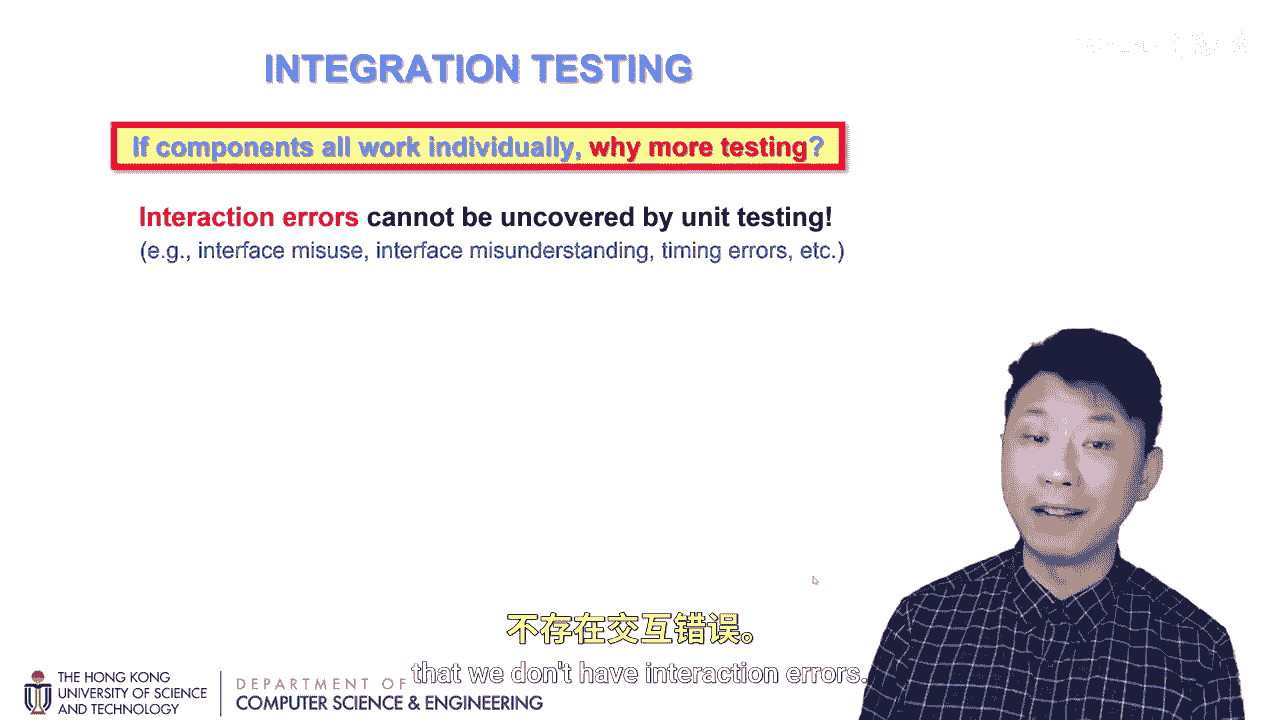 INTEGRATION TESTING
If components all work individually, why more testing?
Interaction errors cannot be uncovered by unit testing!
(e.g., interface misuse, interface misunderstanding, timing errors, etc.)
不存在交互错误。
that we don't have interaction errors.
THE HONG KONG
UNIVERSITY OF SCIENCE
AND TECHNOLOGY
DEPARTMENT OF
COMPUTER SCIENCE & ENGINEERING